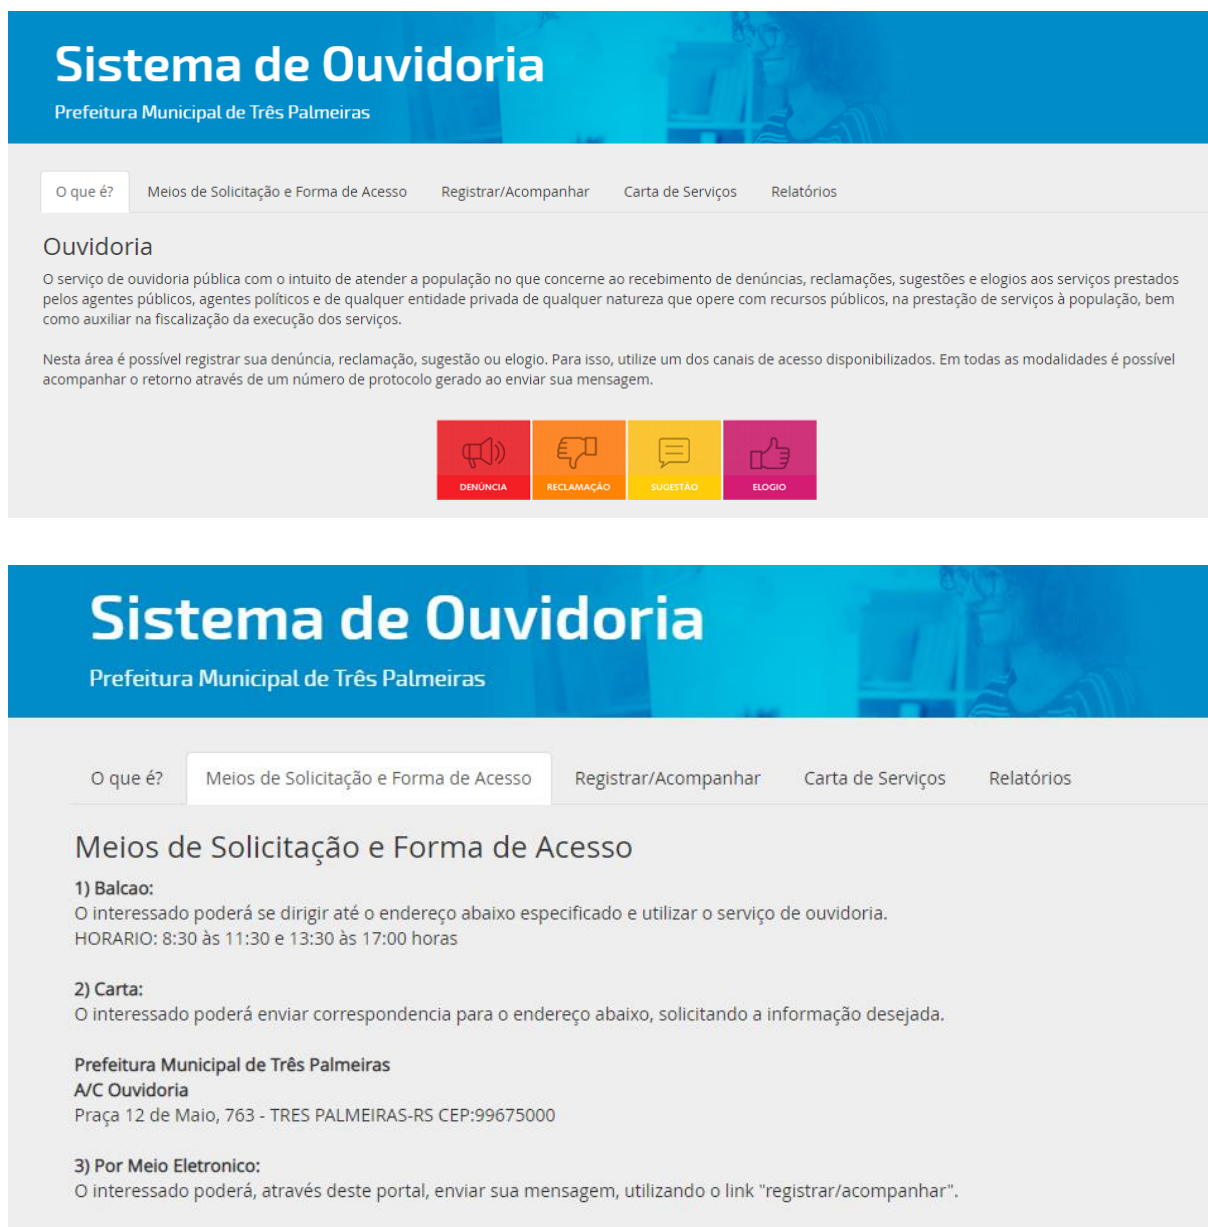 Sistema de Ouvidoria
Prefeitura Municipal de Três Palmeiras
O que é? Meios de Solicitação e Forma de Acesso Registrar/Acompanhar Carta de Serviços Relatórios
Ouvidoria
O serviço de ouvidoria pública com o intuito de atender a população no que concerne ao recebimento de denúncias, reclamações, sugestões e elogios aos serviços prestados
pelos agentes públicos, agentes políticos e de qualquer entidade privada de qualquer natureza que opere com recursos públicos, na prestação de serviços à população, bem
como auxiliar na fiscalização da execução dos serviços.
Nesta área é possível registrar sua denúncia, reclamação, sugestão ou elogio. Para isso, utilize um dos canais de acesso disponibilizados. Em todas as modalidades é possível
acompanhar o retorno através de um número de protocolo gerado ao enviar sua mensagem.
DENÚNCIA RECLAMAÇÃO SUGESTÃO ELOGIO
Sistema de Ouvidoria
Prefeitura Municipal de Três Palmeiras
O que é? Meios de Solicitação e Forma de Acesso Registrar/Acompanhar Carta de Serviços Relatórios
Meios de Solicitação e Forma de Acesso
1) Balcao:
O interessado poderá se dirigir até o endereço abaixo especificado e utilizar o serviço de ouvidoria.
HORARIO: 8:30 às 11:30 e 13:30 às 17:00 horas
2) Carta:
O interessado poderá enviar correspondencia para o endereço abaixo, solicitando a informação desejada.
Prefeitura Municipal de Três Palmeiras
A/C Ouvidoria
Praça 12 de Maio, 763 - TRES PALMEIRAS-RS CEP:99675000
3) Por Meio Eletronico:
O interessado poderá, através deste portal, enviar sua mensagem, utilizando o link "registrar/acompanhar".